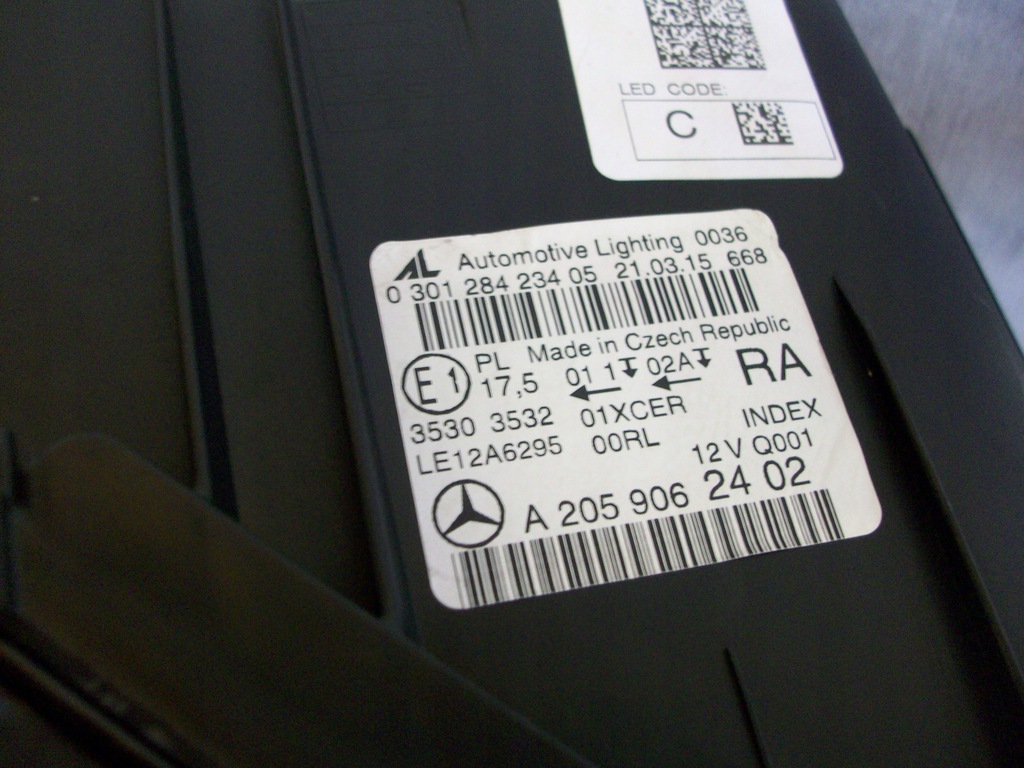 LED CODE:
C
AL Automotive Lighting 0036
0 301 284 234 05 21.03.15 668
Made in Czech Republic
E1 PL 17,5 01 1 02A RA
3530 3532 01XCER INDEX
LE12A6295 00RL 12V Q001
A 205 906 24 02